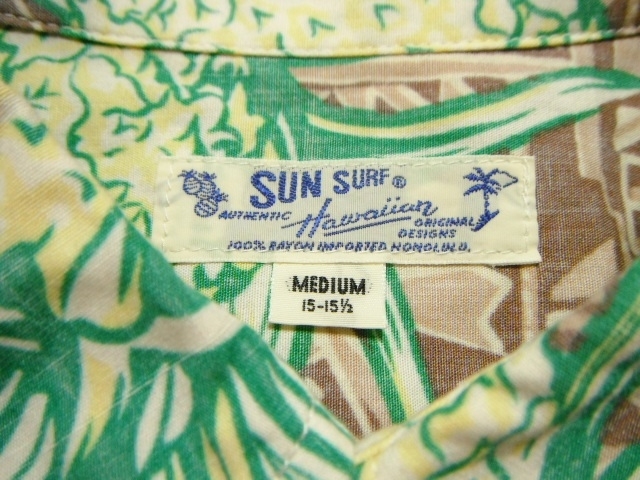 SUN SURF®
AUTHENTIC Hawaiian ORIGINAL
DESIGNS
100% RAYON IMPORTED HONOLULU.
MEDIUM
15-15½